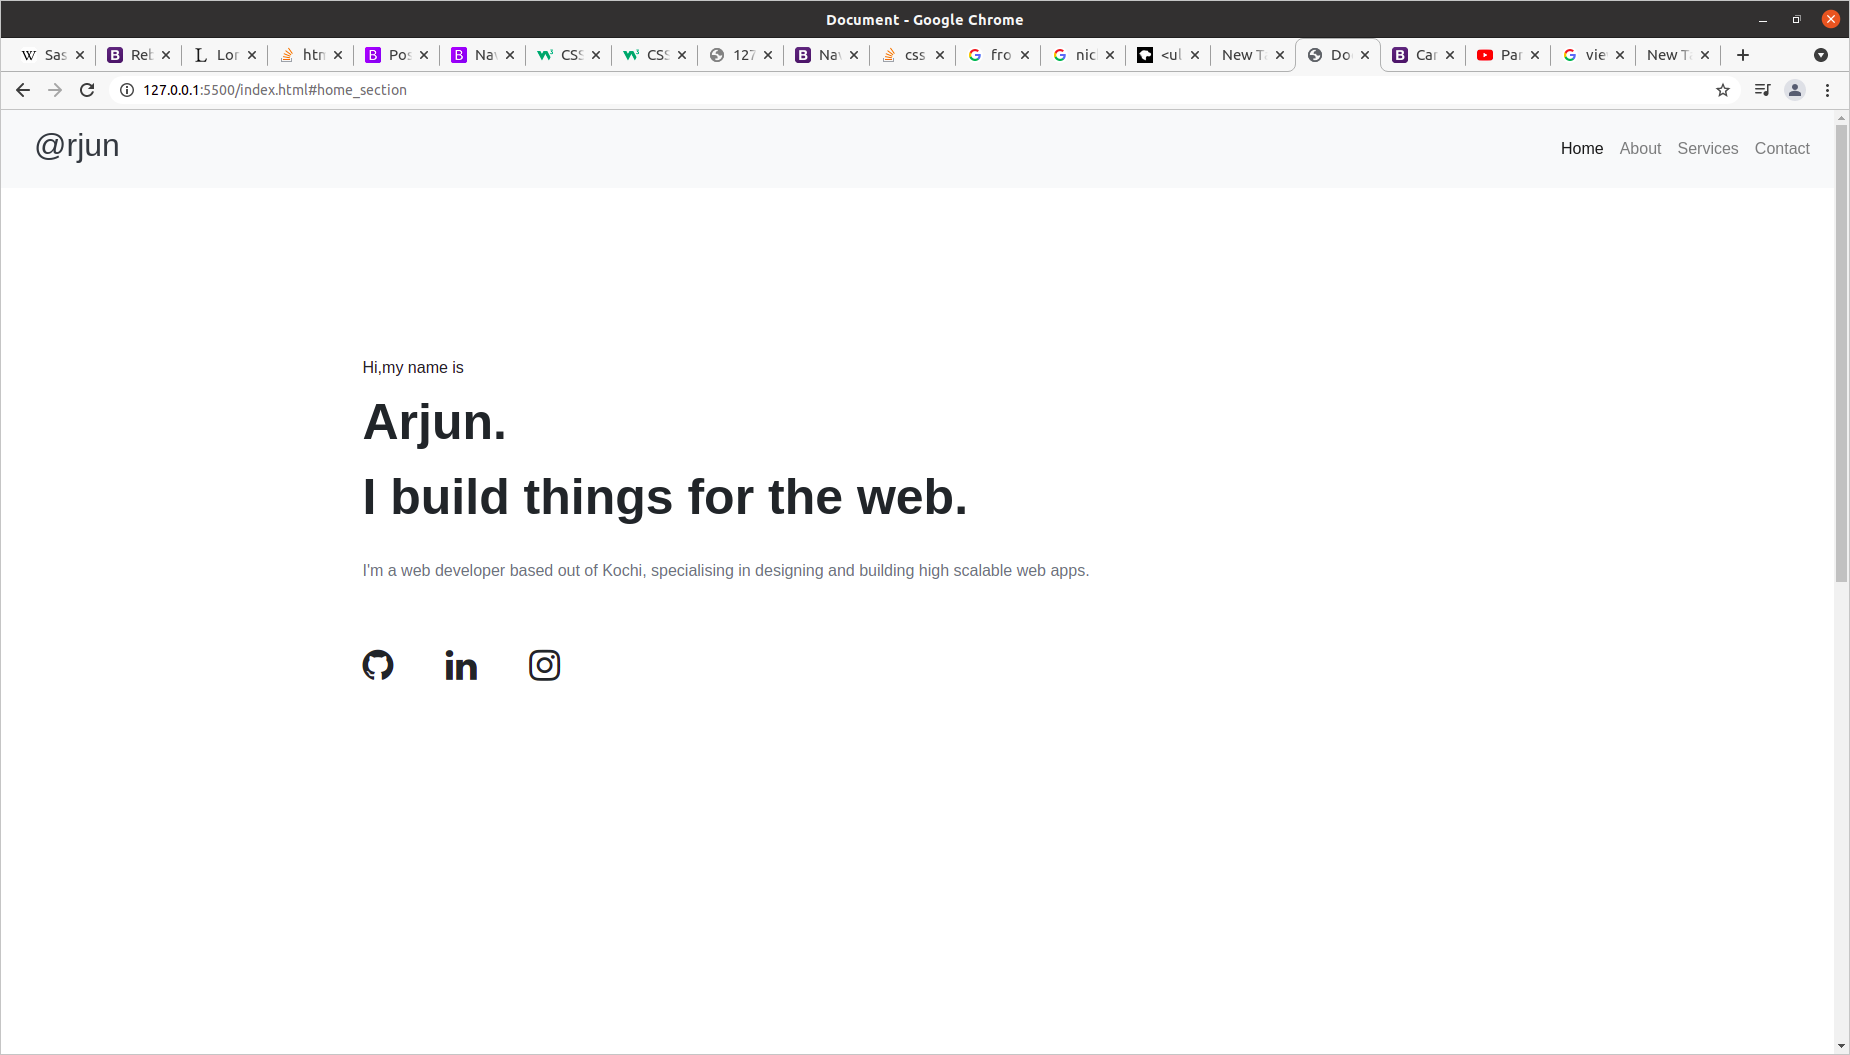 Document - Google Chrome
Sas Reb Lor htn Pos Nav CSS CSS 127 Nav css fro nic <ul New T Do Car Par vie New T
127.0.0.1:5500/index.html#home_section
@rjun
Home About Services Contact
Hi,my name is
Arjun.
I build things for the web.
I'm a web developer based out of Kochi, specialising in designing and building high scalable web apps.